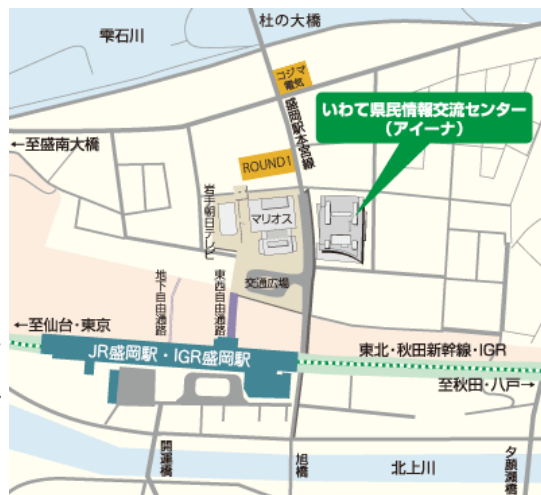 雫石川
杜の大橋
コジマ
電気
盛岡駅本宮線
いわて県民情報交流センター
（アイーナ）
←至盛南大橋
ROUND1
岩手朝日テレビ
マリオス
交通広場
地下自由通路
東西自由通路
←至仙台・東京
JR盛岡駅・IGR盛岡駅
東北・秋田新幹線・IGR
至秋田・八戸→
開運橋
旭橋
北上川
夕顔瀬橋